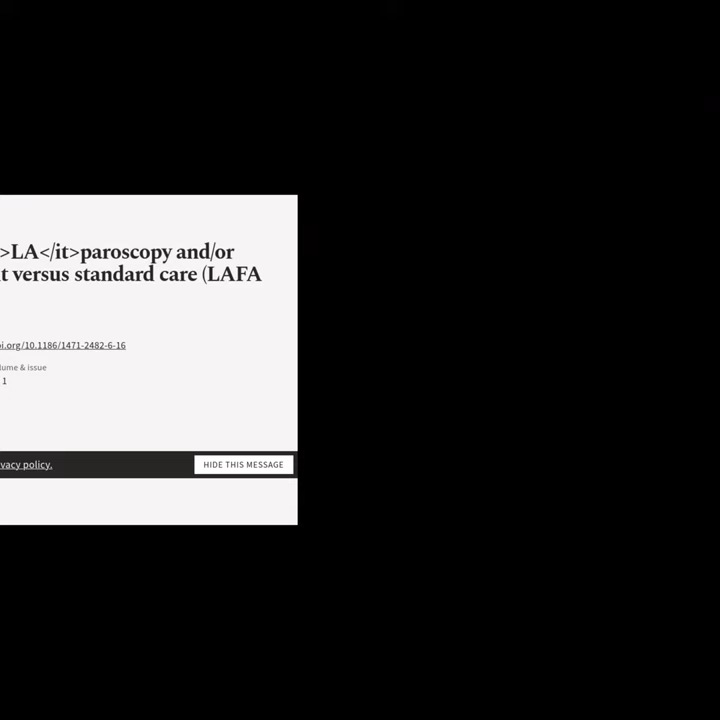 >LA</it>paroscopy and/or
t versus standard care (LAFA
oi.org/10.1186/1471-2482-6-16
lume & issue
1
vacy policy.
HIDE THIS MESSAGE